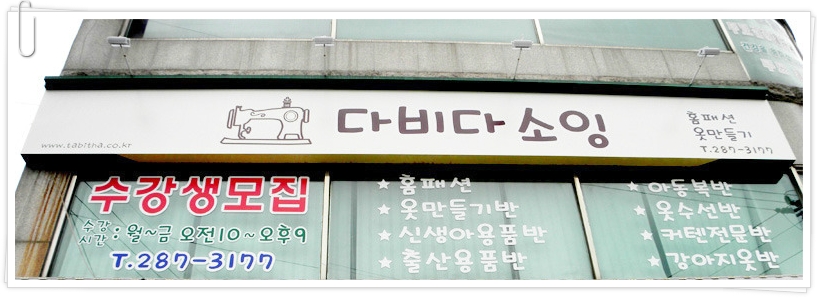 www.tabitha.co.kr
다비다 소잉
홈패션
옷만들기
T.287-3177
수강생모집
수강시간 : 월~금 오전10~오후9
T.287-3177
★ 홈패션
★ 옷만들기반
★ 신생아용품반
★ 출산용품반
★ 아동복반
★ 옷수선반
★ 커텐전문반
★ 강아지옷반